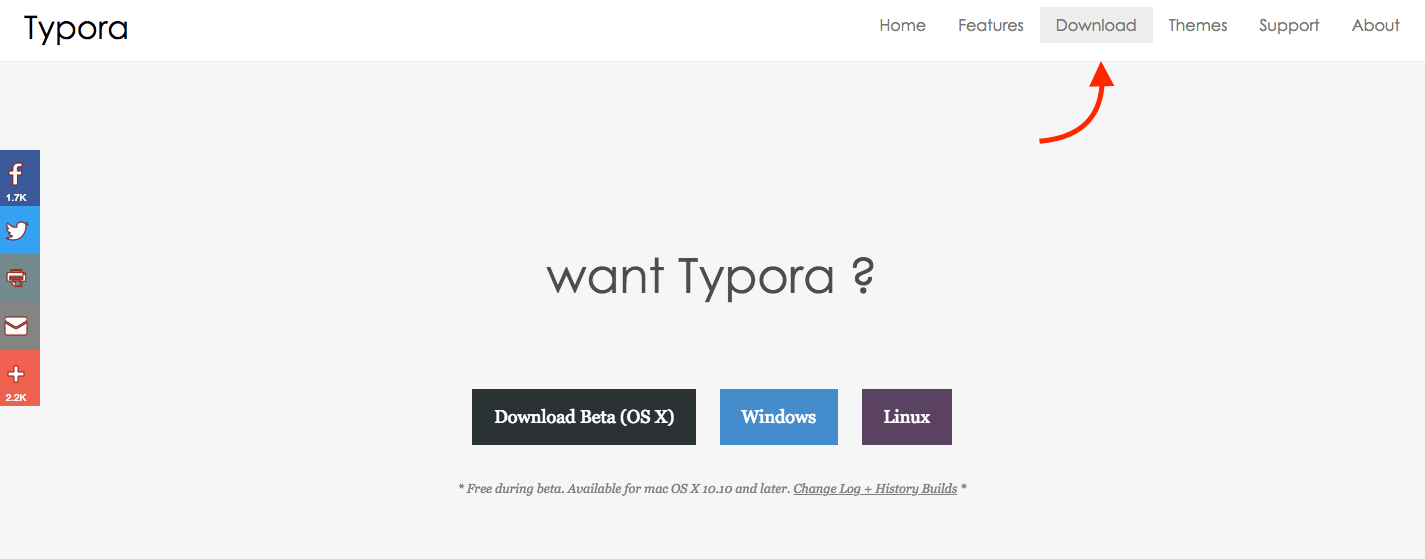 Typora
Home Features Download Themes Support About
1.7K
2.2K
want Typora ?
Download Beta (OS X) Windows Linux
* Free during beta. Available for mac OS X 10.10 and later. Change Log + History Builds *